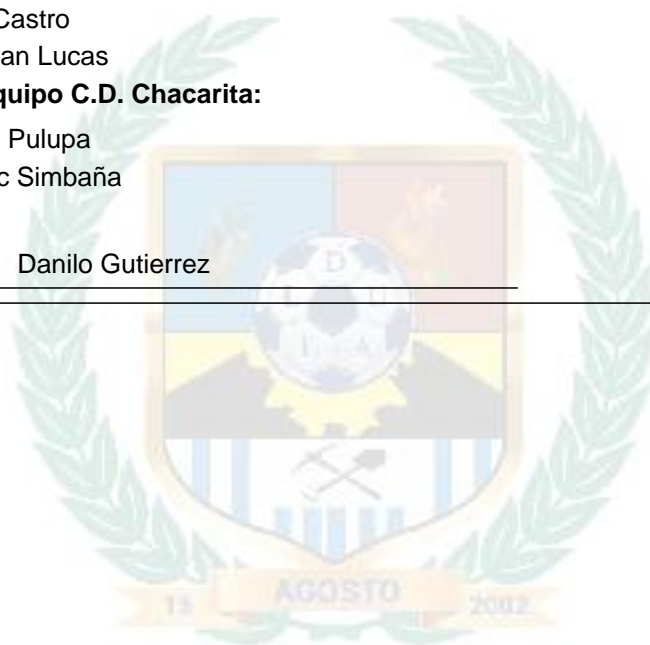 Castro
an Lucas
quipo C.D. Chacarita:
Pulupa
c Simbaña
Danilo Gutierrez
D
L U
L A
15 AGOSTO 2002